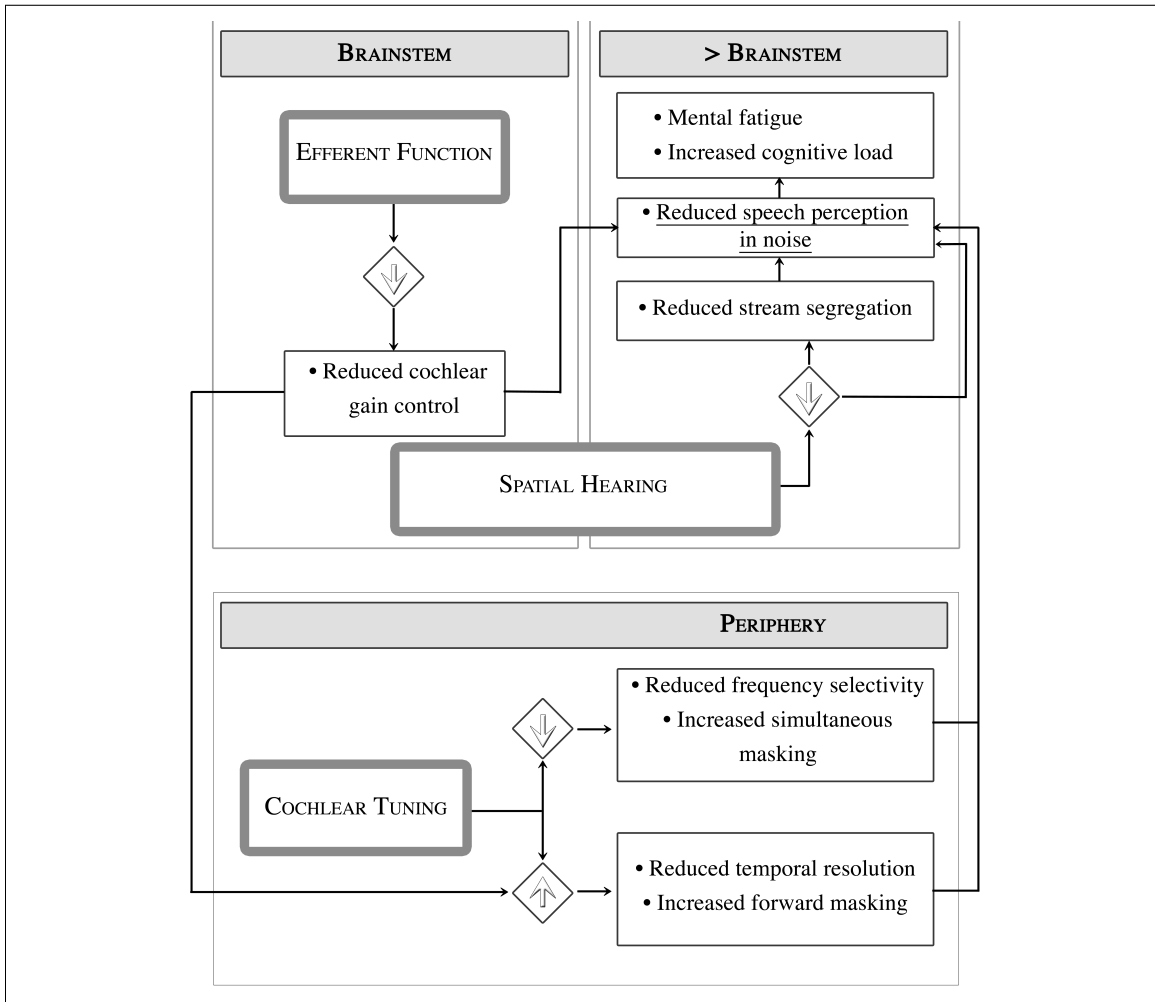 BRAINSTEM
EFFERENT FUNCTION
• Reduced cochlear
gain control
> BRAINSTEM
• Mental fatigue
• Increased cognitive load
• Reduced speech perception
in noise
• Reduced stream segregation
SPATIAL HEARING
PERIPHERY
COCHLEAR TUNING
• Reduced frequency selectivity
• Increased simultaneous
masking
• Reduced temporal resolution
• Increased forward masking